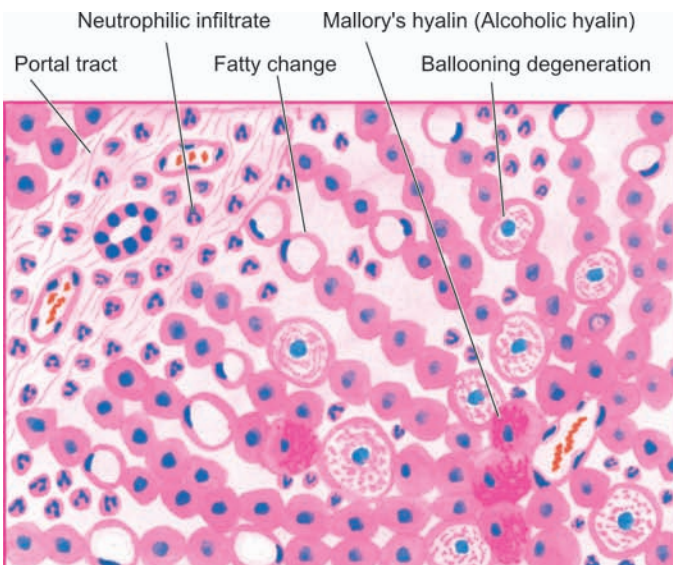 Neutrophilic infiltrate
Mallory's hyalin (Alcoholic hyalin)
Portal tract
Fatty change
Ballooning degeneration